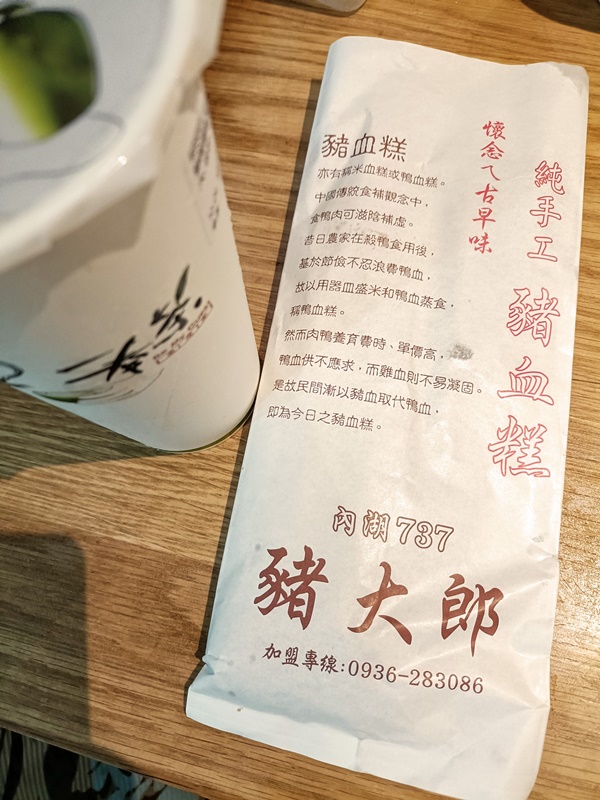 懷念ㄟ古早味
純手工 豬血糕
豬血糕
亦有稱米血糕或鴨血糕。
中國傳統食補觀念中，
食鴨肉可滋陰補虛。
昔日農家在殺鴨食用後，
基於節儉不忍浪費鴨血，
故以用器皿盛米和鴨血蒸食，
稱鴨血糕。
然而肉鴨養育費時、單價高，
鴨血供不應求，而雞血則不易凝固。
是故民間漸以豬血取代鴨血，
即為今日之豬血糕。
內湖737
豬大郎
加盟專線:0936-283086